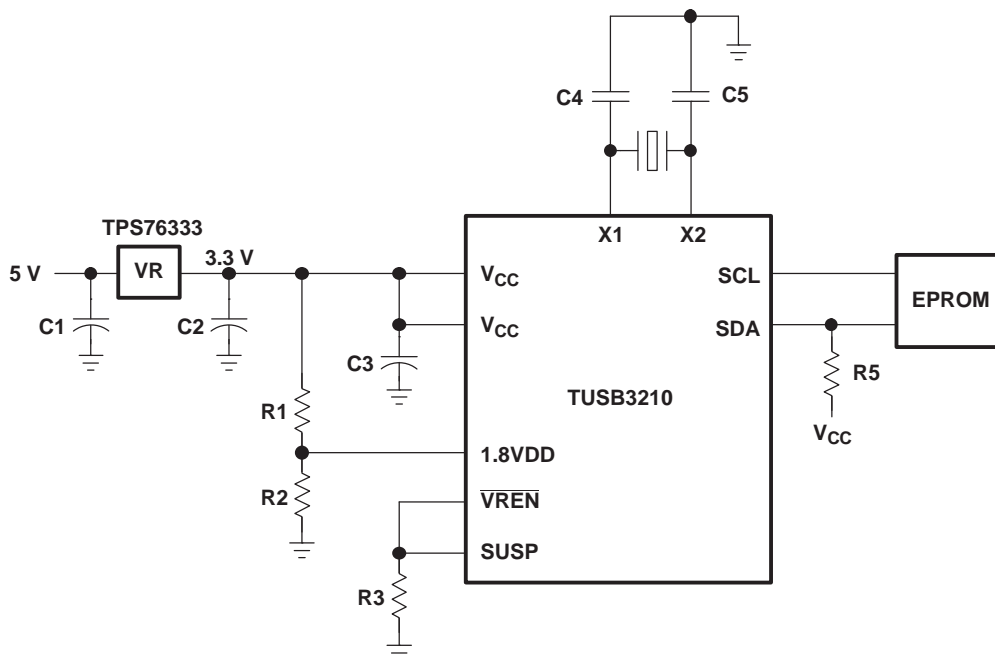 C4
C5
TPS76333
X1
X2
5 V
VR
3.3 V
VCC
SCL
EPROM
C1
C2
VCC
SDA
C3
R5
TUSB3210
R1
VCC
1.8VDD
R2
VREN
SUSP
R3